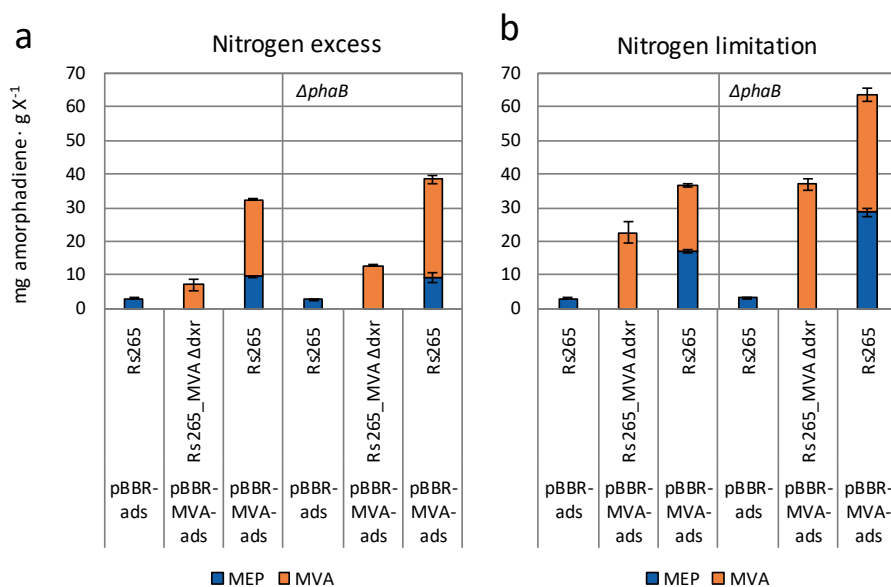 a
Nitrogen excess
mg amorphadiene · g X⁻¹
70
60
50
40
30
20
10
0
ΔphaB
Rs265
Rs265_MVA Δdxr
Rs265
Rs265
Rs265_MVA Δdxr
Rs265
pBBR-
ads
pBBR-
MVA-
ads
pBBR-
MVA-
ads
pBBR-
ads
pBBR-
MVA-
ads
pBBR-
MVA-
ads
MEP
MVA
b
Nitrogen limitation
70
60
50
40
30
20
10
0
ΔphaB
Rs265
Rs265_MVA Δdxr
Rs265
Rs265
Rs265_MVA Δdxr
Rs265
pBBR-
ads
pBBR-
MVA-
ads
pBBR-
MVA-
ads
pBBR-
ads
pBBR-
MVA-
ads
pBBR-
MVA-
ads
MEP
MVA